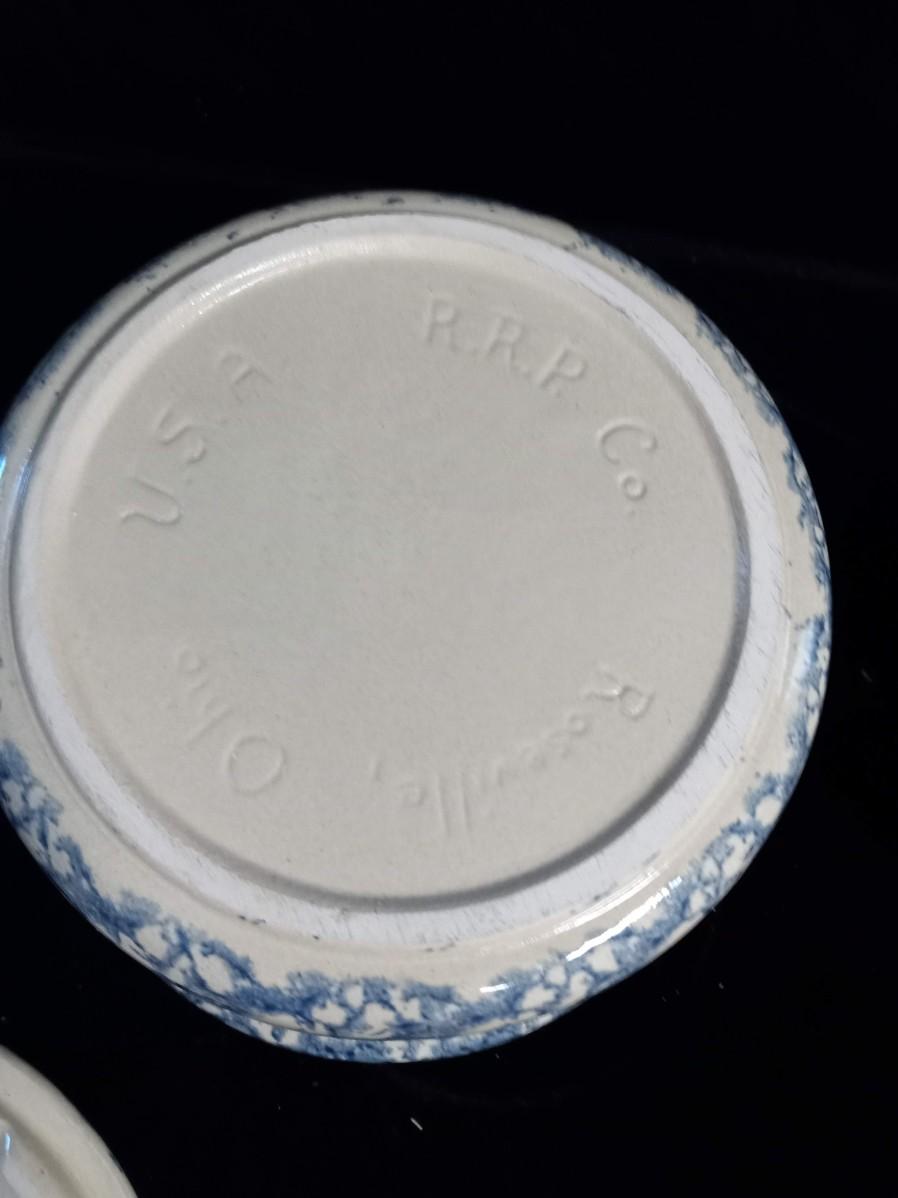 R.R.P. Co.
Roseville,
Ohio
U.S.A